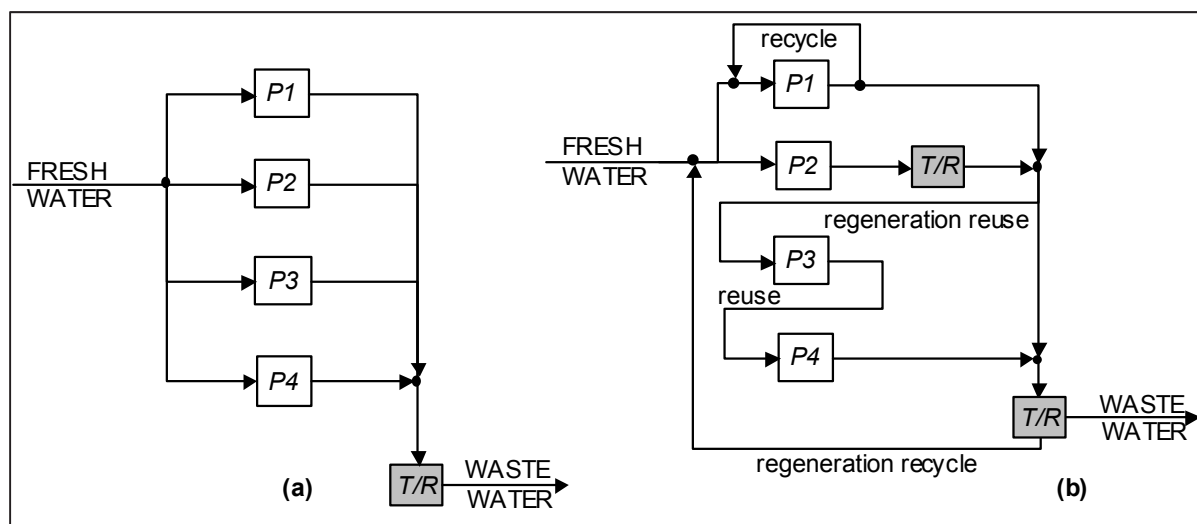 P1
P2
P3
P4
FRESH
WATER
T/R
WASTE
WATER
(a)
recycle
P1
FRESH
WATER
P2
T/R
regeneration reuse
P3
reuse
P4
T/R
WASTE
WATER
regeneration recycle
(b)